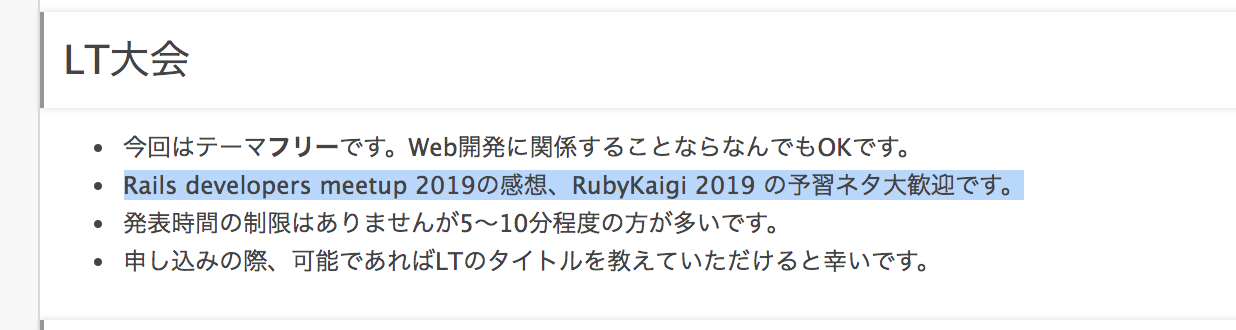 LT大会
今回はテーマフリーです。Web開発に関係することならなんでもOKです。
Rails developers meetup 2019の感想、RubyKaigi 2019 の予習ネタ大歓迎です。
発表時間の制限はありませんが5〜10分程度の方が多いです。
申し込みの際、可能であればLTのタイトルを教えていただけると幸いです。